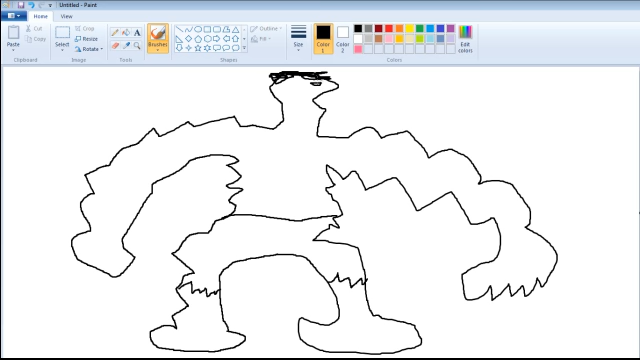 Untitled - Paint
Home View
Paste
Cut
Copy
Clipboard
Select
Crop
Resize
Rotate
Image
Tools
Brushes
Shapes
Outline
Fill
Size
Color 1
Color 2
Colors
Edit colors